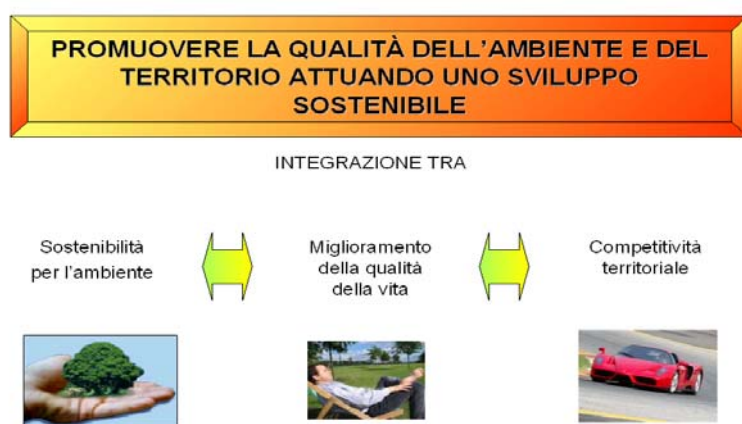 PROMUOVERE LA QUALITÀ DELL'AMBIENTE E DEL
TERRITORIO ATTUANDO UNO SVILUPPO
SOSTENIBILE
INTEGRAZIONE TRA
Sostenibilità
per l'ambiente
Miglioramento
della qualità
della vita
Competitività
territoriale